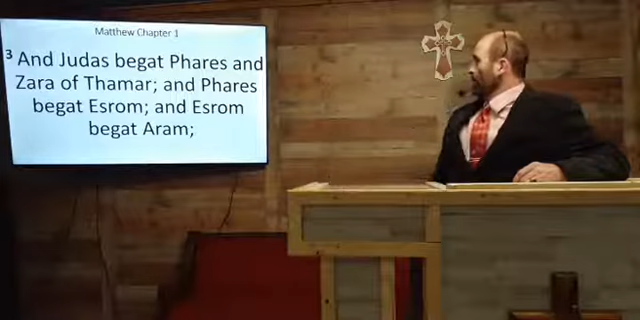 Matthew Chapter 1
3 And Judas begat Phares and
Zara of Thamar; and Phares
begat Esrom; and Esrom
begat Aram;